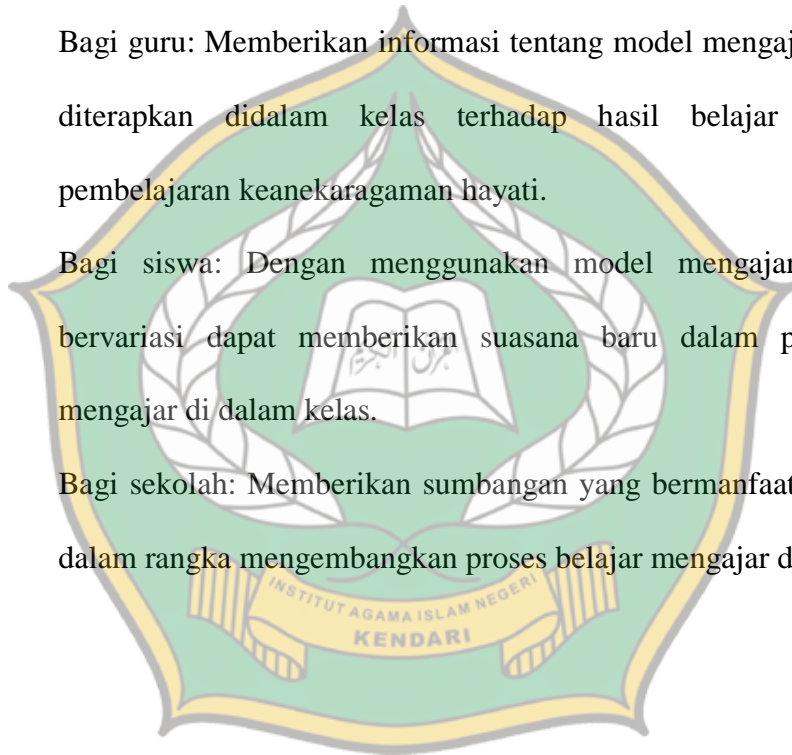 Bagi guru: Memberikan informasi tentang model mengaj
diterapkan didalam kelas terhadap hasil belajar
pembelajaran keanekaragaman hayati.
Bagi siswa: Dengan menggunakan model mengajar
bervariasi dapat memberikan suasana baru dalam p
mengajar di dalam kelas.
Bagi sekolah: Memberikan sumbangan yang bermanfaat
dalam rangka mengembangkan proses belajar mengajar d
INSTITUT AGAMA ISLAM NEGERI
KENDARI